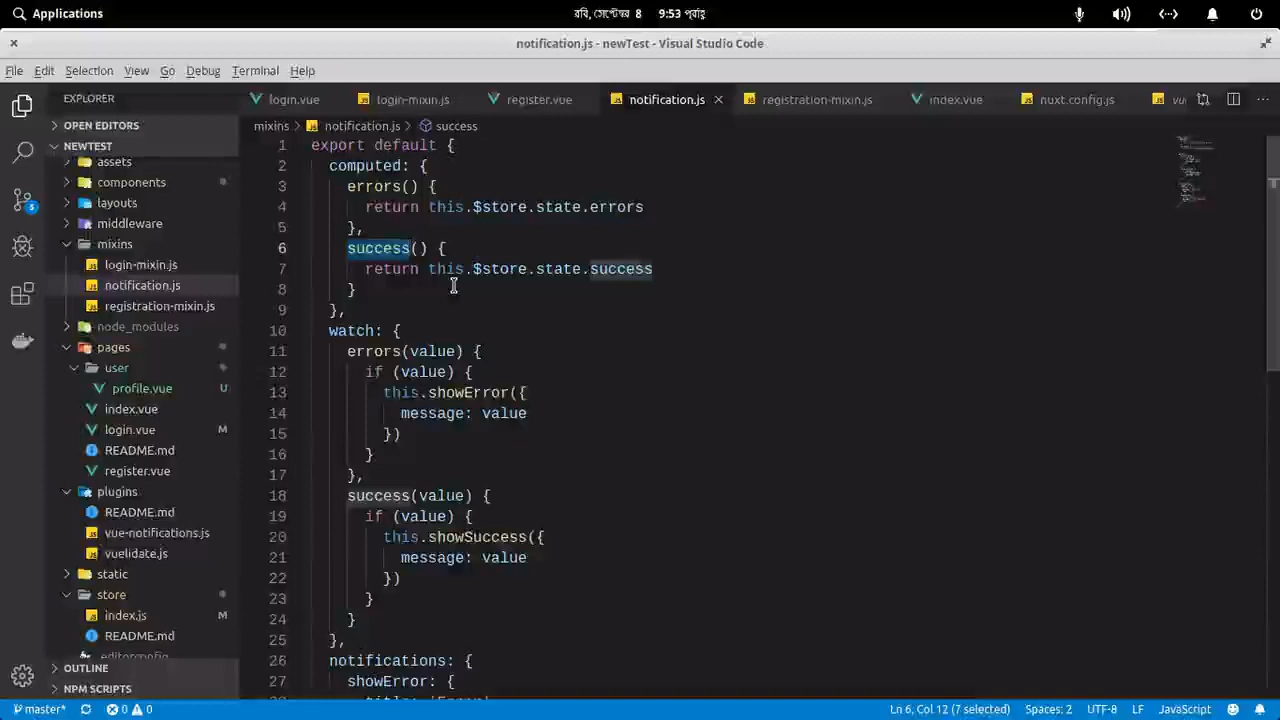 Applications
রবি, সেপ্টেম্বর 8 9:53 পূর্বাহ্ণ
notification.js - newTest - Visual Studio Code
File Edit Selection View Go Debug Terminal Help
EXPLORER
login.vue login-mixin.js register.vue notification.js registration-mixin.js index.vue nuxt.config.js
OPEN EDITORS
mixins > notification.js > success
NEWTEST
assets
components
layouts
middleware
mixins
login-mixin.js
notification.js
registration-mixin.js
node_modules
pages
user
profile.vue U
index.vue
login.vue M
README.md
register.vue
plugins
README.md
vue-notifications.js
vuelidate.js
static
store
index.js M
README.md
OUTLINE
NPM SCRIPTS
5
1 export default {
2 computed: {
3 errors() {
4 return this.$store.state.errors
5 },
6 success() {
7 return this.$store.state.success
8 }
9 },
10 watch: {
11 errors(value) {
12 if (value) {
13 this.showError({
14 message: value
15 })
16 }
17 },
18 success(value) {
19 if (value) {
20 this.showSuccess({
21 message: value
22 })
23 }
24 }
25 },
26 notifications: {
27 showError: {
master* 0 0 Ln 6, Col 12 (7 selected) Spaces: 2 UTF-8 LF JavaScript